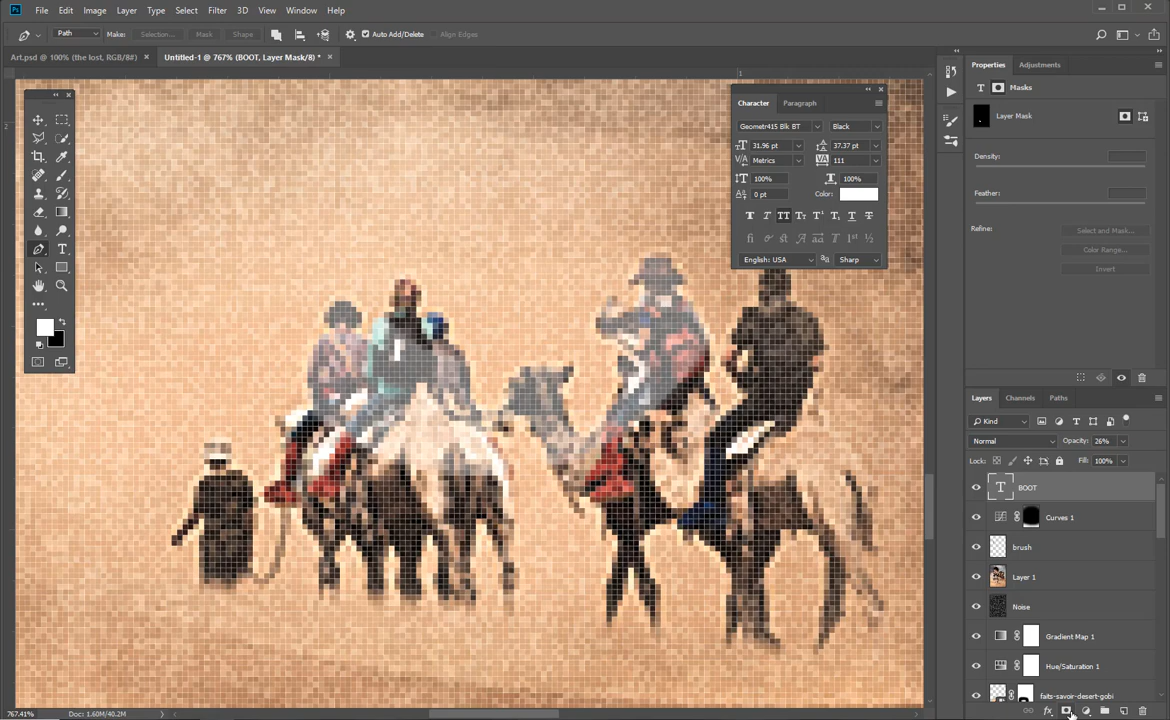 Ps File Edit Image Layer Type Select Filter 3D View Window Help
Path Make: Selection... Mask Shape Auto Add/Delete Align Edges
Art.psd @ 100% (the lost, RGB/8#) × Untitled-1 @ 767% (BOOT, Layer Mask/8) * ×
1
2
Character Paragraph
Geometr415 Blk BT Black
31.96 pt 37.37 pt
Metrics 111
100% 100%
0 pt Color:
English: USA Sharp
Properties Adjustments
Masks
Layer Mask
Density:
Feather:
Refine: Select and Mask...
Color Range...
Invert
Layers Channels Paths
Kind
Normal Opacity: 26%
Lock: Fill: 100%
BOOT
Curves 1
brush
Layer 1
Noise
Gradient Map 1
Hue/Saturation 1
faits-savoir-desert-gobi
767.41% Doc: 1.60M/40.2M